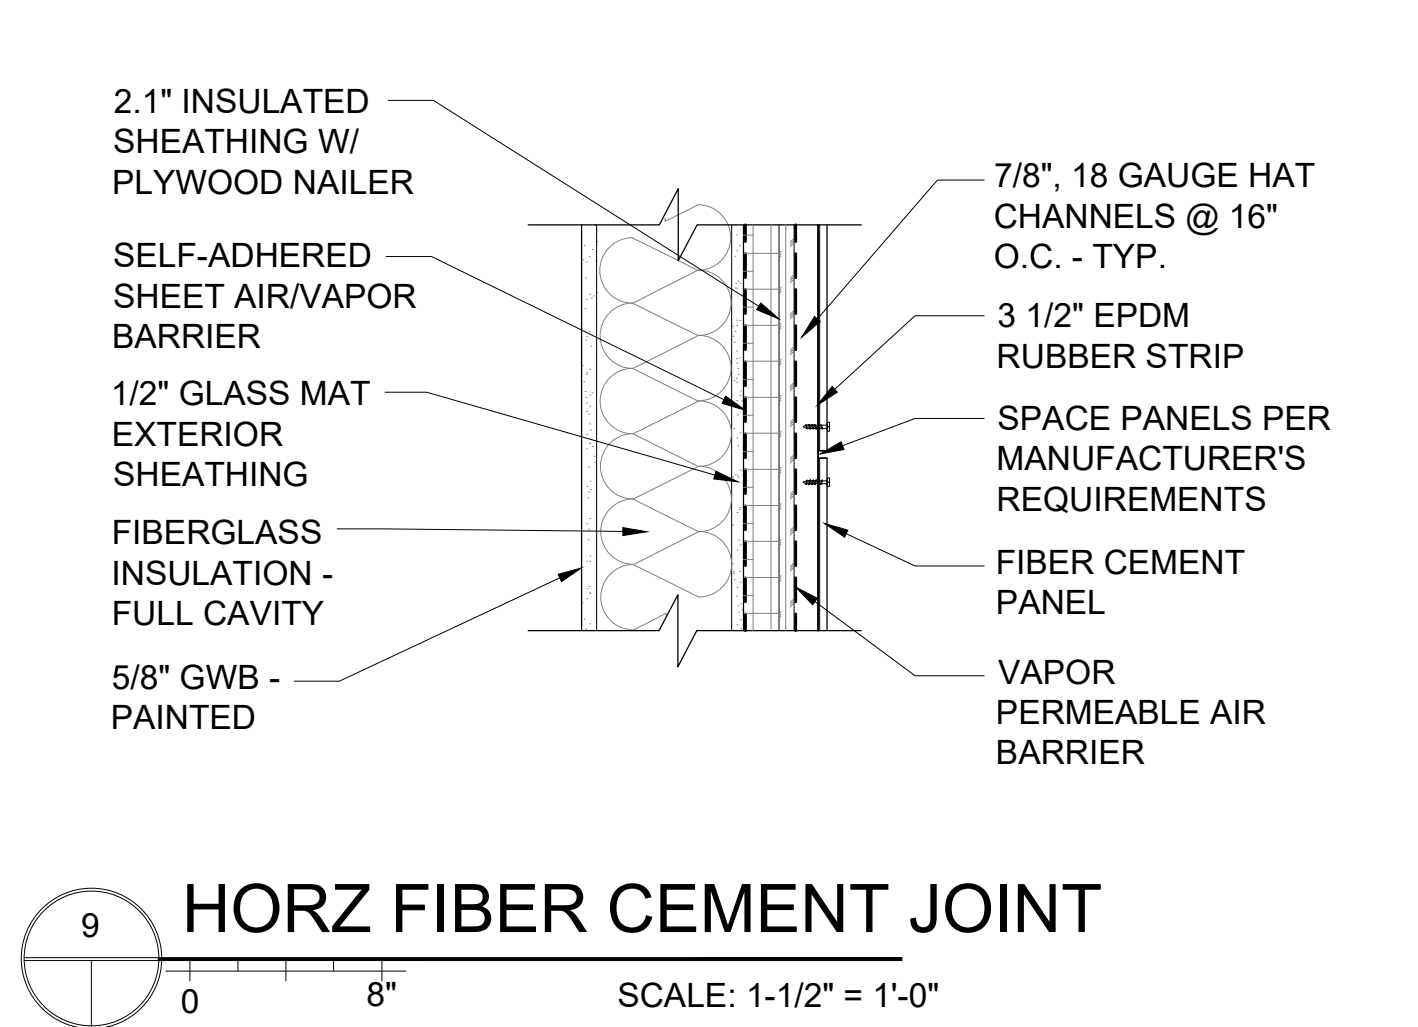 2.1" INSULATED
SHEATHING W/
PLYWOOD NAILER
SELF-ADHERED
SHEET AIR/VAPOR
BARRIER
1/2" GLASS MAT
EXTERIOR
SHEATHING
FIBERGLASS
INSULATION -
FULL CAVITY
5/8" GWB -
PAINTED
7/8", 18 GAUGE HAT
CHANNELS @ 16"
O.C. - TYP.
3 1/2" EPDM
RUBBER STRIP
SPACE PANELS PER
MANUFACTURER'S
REQUIREMENTS
FIBER CEMENT
PANEL
VAPOR
PERMEABLE AIR
BARRIER
9
HORZ FIBER CEMENT JOINT
0 8"
SCALE: 1-1/2" = 1'-0"